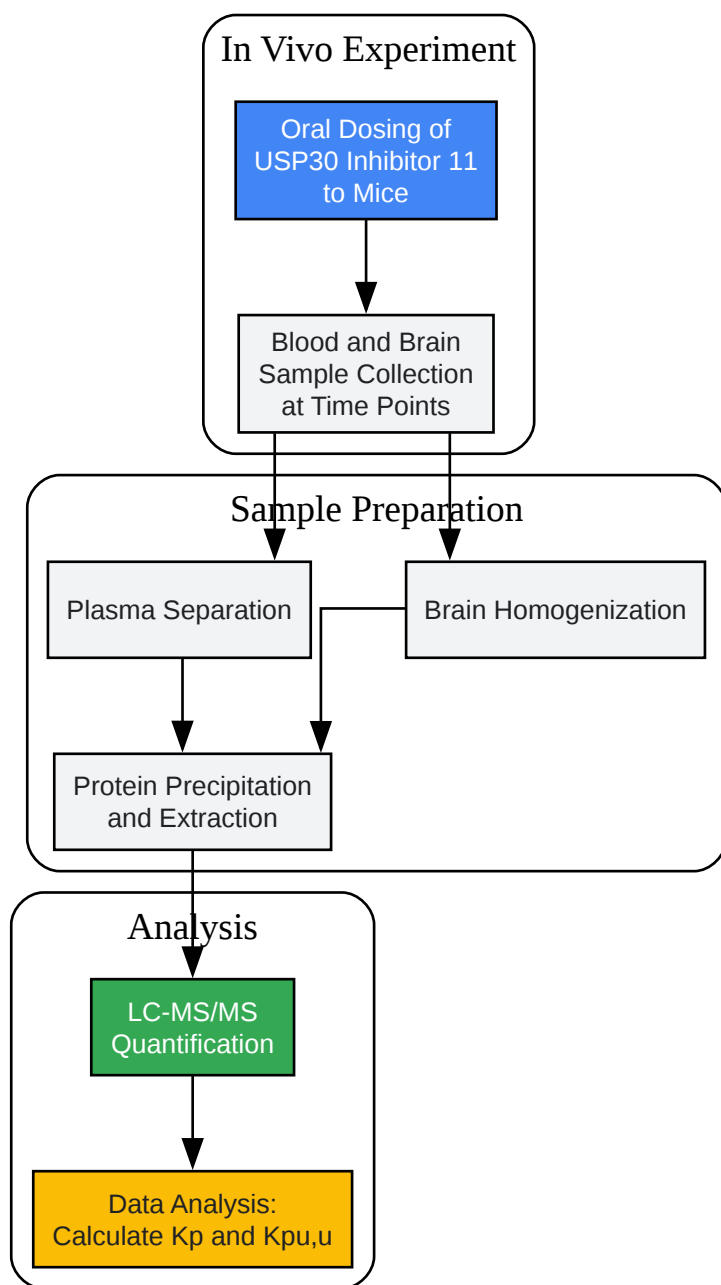 In Vivo Experiment
Oral Dosing of
USP30 Inhibitor 11
to Mice
Blood and Brain
Sample Collection
at Time Points
Sample Preparation
Plasma Separation
Brain Homogenization
Protein Precipitation
and Extraction
Analysis
LC-MS/MS
Quantification
Data Analysis:
Calculate Kp and Kpu,u